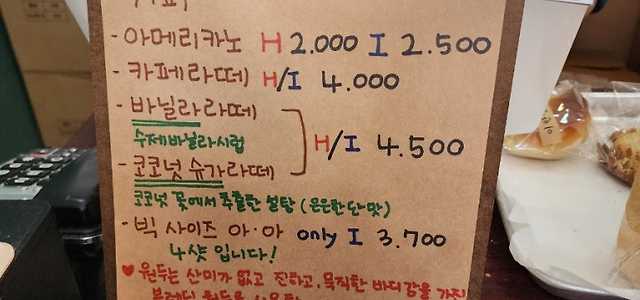 - 아메리카노 H 2.000 I 2.500
- 카페라떼 H/I 4.000
- 바닐라라떼
수제바닐라시럽
H/I 4.500
- 코코넛 슈가라떼
코코넛 꽃에서 추출한 설탕 (은은한단맛)
- 빅 사이즈 아·아 only I 3.700
4샷 입니다!
♥ 원두는 산미가 없고 진하고, 묵직한 바디감을 가진